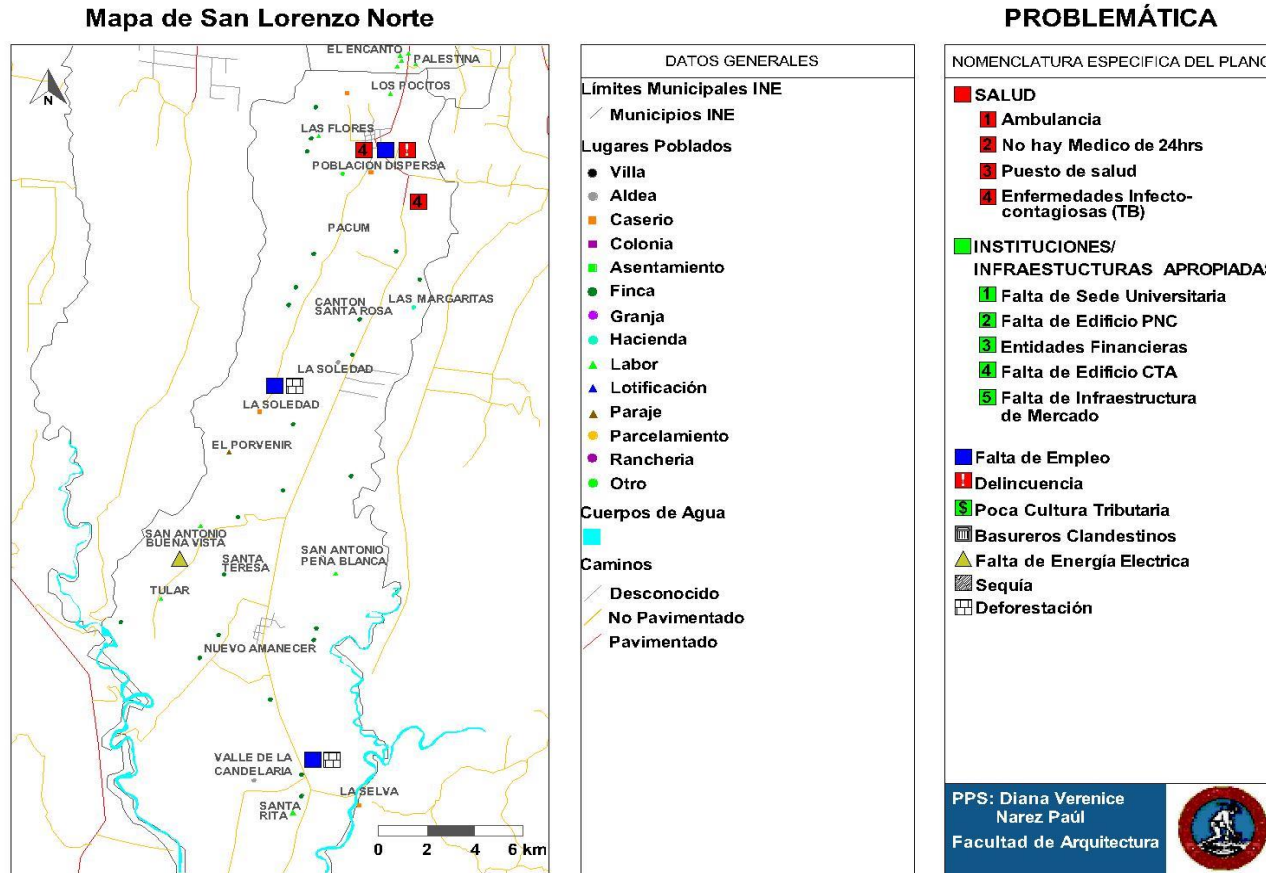 Mapa de San Lorenzo Norte
N
EL ENCANTO
PALESTINA
LOS POCITOS
LAS FLORES
4
!
POBLACION DISPERSA
4
PACUM
CANTON
SANTA ROSA
LAS MARGARITAS
LA SOLEDAD
LA SOLEDAD
EL PORVENIR
SAN ANTONIO
BUENA VISTA
SANTA
TERESA
SAN ANTONIO
PEÑA BLANCA
TULAR
NUEVO AMANECER
VALLE DE LA
CANDELARIA
LA SELVA
SANTA
RITA
0 2 4 6 km
DATOS GENERALES
Límites Municipales INE
Municipios INE
Lugares Poblados
Villa
Aldea
Caserio
Colonia
Asentamiento
Finca
Granja
Hacienda
Labor
Lotificación
Paraje
Parcelamiento
Rancheria
Otro
Cuerpos de Agua
Caminos
Desconocido
No Pavimentado
Pavimentado
PROBLEMÁTICA
NOMENCLATURA ESPECIFICA DEL PLANO
SALUD
1 Ambulancia
2 No hay Medico de 24hrs
3 Puesto de salud
4 Enfermedades Infecto-
contagiosas (TB)
INSTITUCIONES/
INFRAESTUCTURAS APROPIADAS
1 Falta de Sede Universitaria
2 Falta de Edificio PNC
3 Entidades Financieras
4 Falta de Edificio CTA
5 Falta de Infraestructura
de Mercado
Falta de Empleo
! Delincuencia
$ Poca Cultura Tributaria
Basureros Clandestinos
Falta de Energía Electrica
Sequía
Deforestación
PPS: Diana Verenice
Narez Paúl
Facultad de Arquitectura